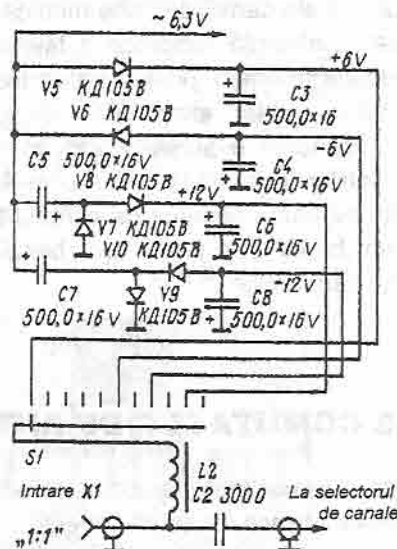 ~ 6,3V
+6V
V5 КД105В
C3
V6 КД105В
500,0×16
-6V
C5 500,0×16V
C4
V8 КД105В
+12V
500,0×16V
V7 КД105В
C6
V10 КД105В
500,0×16V
-12V
C7
V9
C8
500,0×16V
КД105В
500,0×16V
S1
L2
Intrare X1
C2 3000
La selectorul
de canale
„1:1"